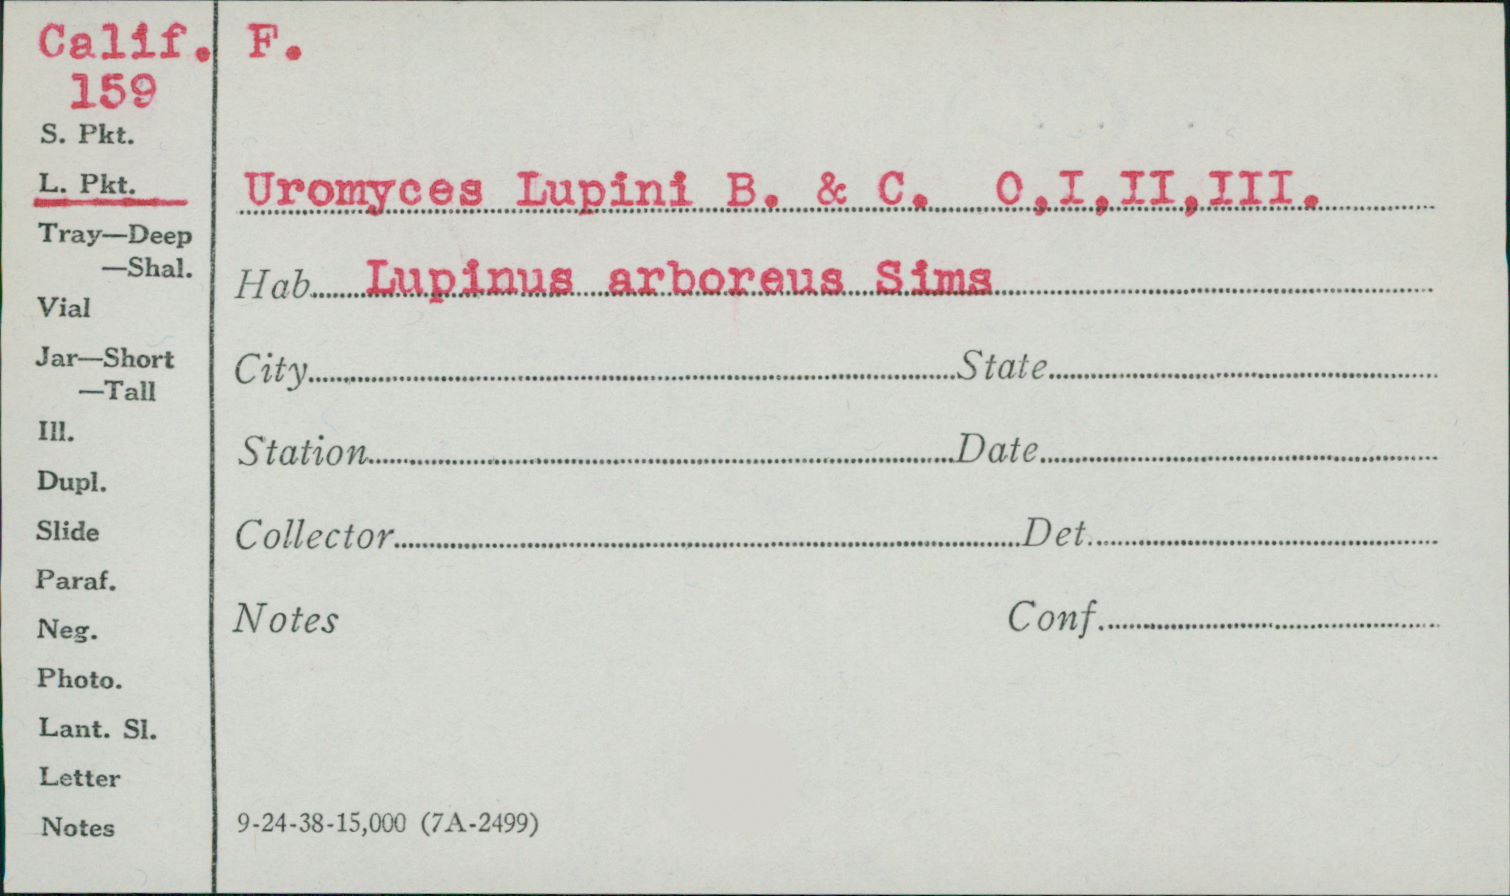 Calif. F.
159
S. Pkt.
L. Pkt.
Uromyces Lupini B. & C. O,I,II,III.
Tray—Deep
—Shal.
Hab. Lupinus arboreus Sims
Vial
Jar—Short
—Tall
City State
Ill.
Station Date
Dupl.
Slide
Collector Det.
Paraf.
Neg.
Notes Conf.
Photo.
Lant. Sl.
Letter
Notes
9-24-38-15,000 (7A-2499)